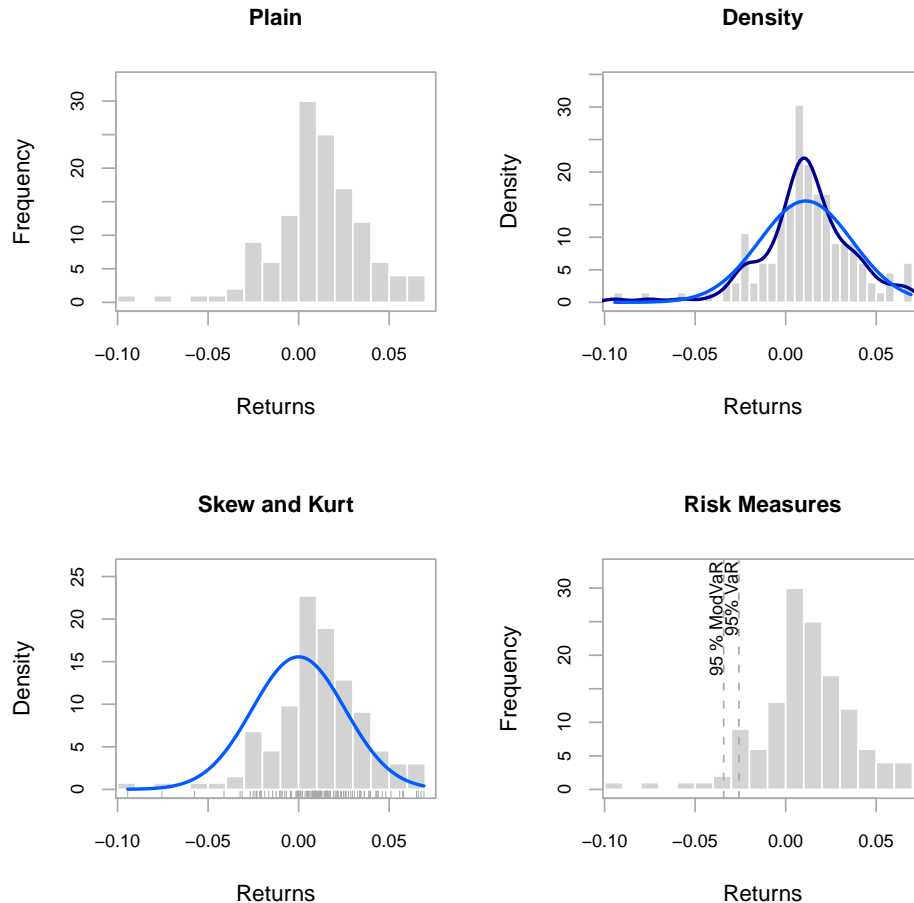 Plain
Frequency
30
20
10
5
0
−0.10
−0.05
0.00
0.05
Returns
Density
Density
30
20
10
5
0
−0.10
−0.05
0.00
0.05
Returns
Skew and Kurt
Density
25
20
15
10
5
0
−0.10
−0.05
0.00
0.05
Returns
Risk Measures
Frequency
30
20
10
5
0
95 % ModVaR
95% VaR
−0.10
−0.05
0.00
0.05
Returns